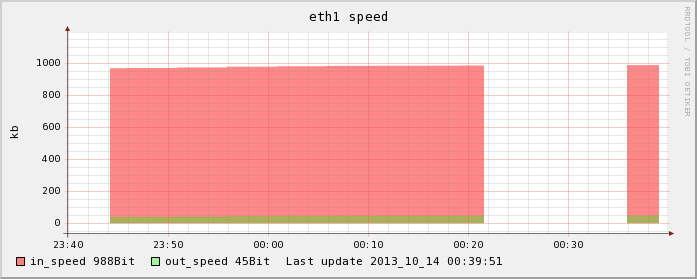 eth1 speed
RRDTOOL / TOBI OETIKER
kb
1000
800
600
400
200
0
23:40 23:50 00:00 00:10 00:20 00:30
in_speed 988Bit out_speed 45Bit Last update 2013_10_14 00:39:51